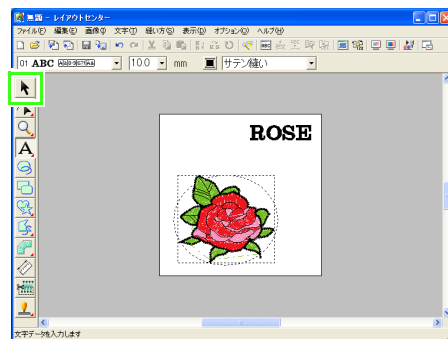 無題 - レイアウトセンター
ファイル(F) 編集(E) 画像(I) 文字(T) 縫い方(S) 表示(D) オプション(O) ヘルプ(H)
01 ABC 10.0 mm サテン縫い
ROSE
A
文字データを入力します